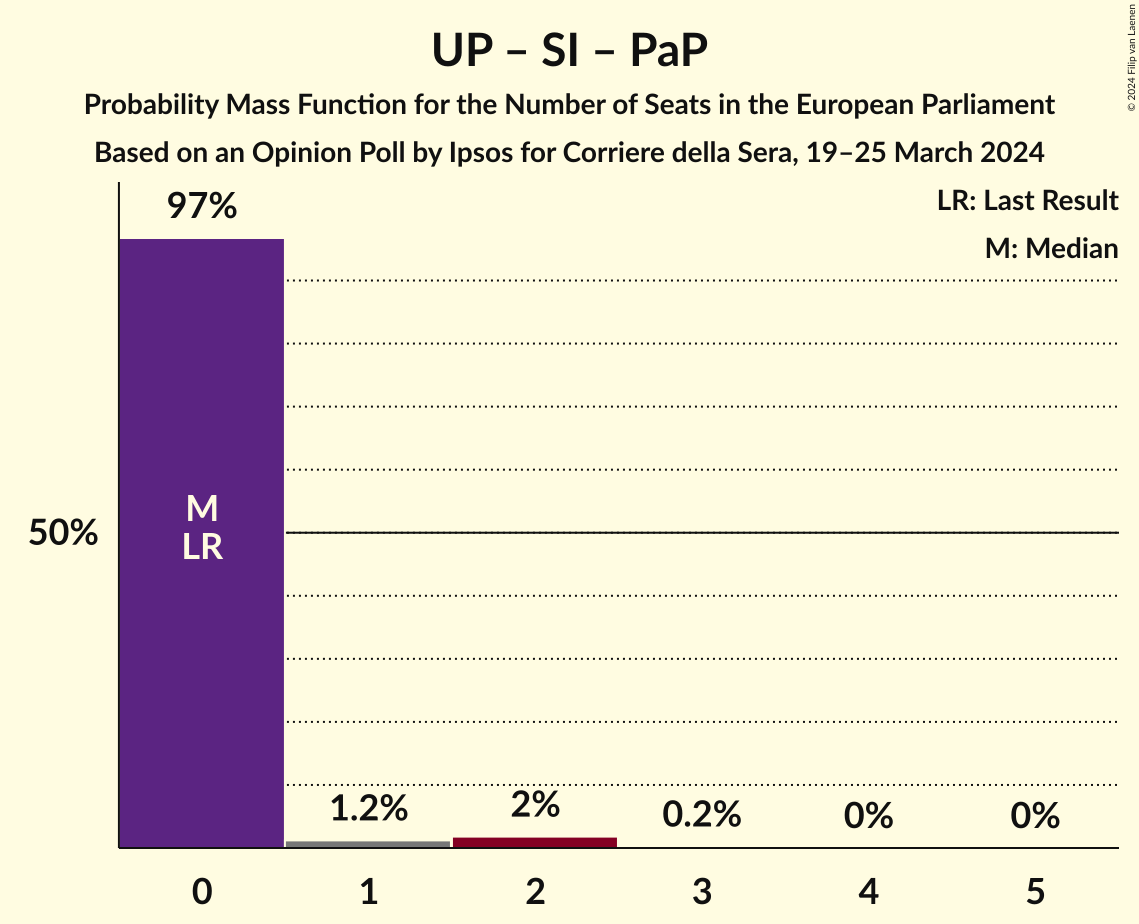 UP – SI – PaP
Probability Mass Function for the Number of Seats in the European Parliament
Based on an Opinion Poll by Ipsos for Corriere della Sera, 19–25 March 2024
© 2024 Filip van Laenen
LR: Last Result
M: Median
97%
M
LR
50%
1.2%
2%
0.2%
0%
0%
0
1
2
3
4
5